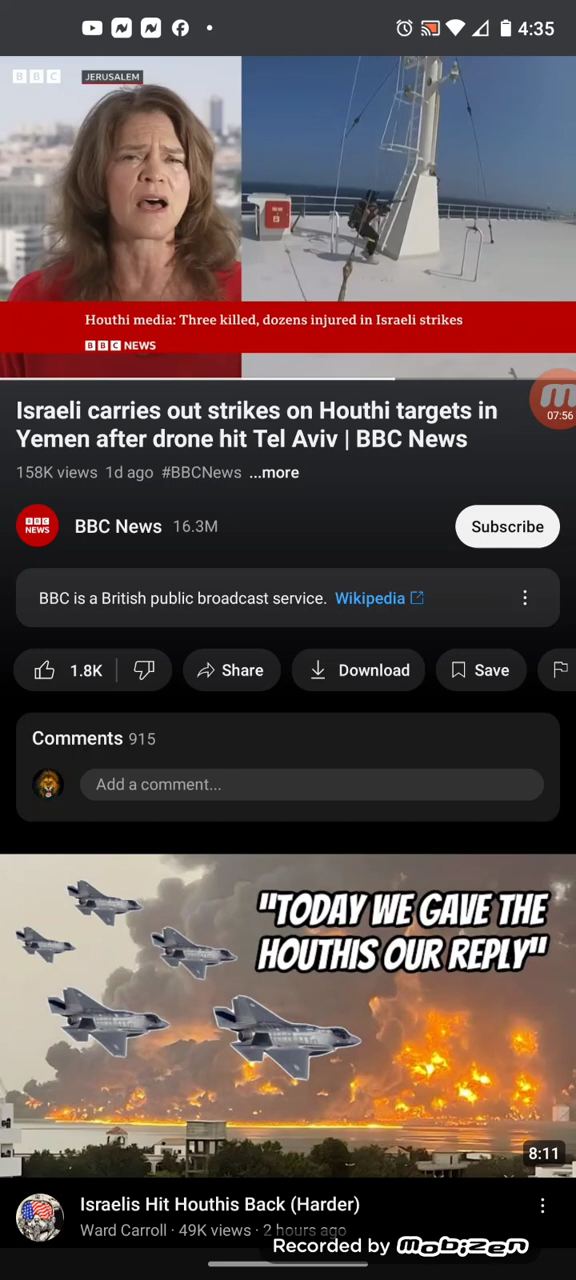 4:35
BBC
JERUSALEM
Houthi media: Three killed, dozens injured in Israeli strikes
BBC NEWS
07:56
Israeli carries out strikes on Houthi targets in
Yemen after drone hit Tel Aviv | BBC News
158K views 1d ago #BBCNews ...more
BBC NEWS
BBC News 16.3M
Subscribe
BBC is a British public broadcast service. Wikipedia
1.8K
Share
Download
Save
Comments 915
Add a comment...
"TODAY WE GAVE THE
HOUTHIS OUR REPLY"
8:11
Israelis Hit Houthis Back (Harder)
Ward Carroll · 49K views · 2 hours ago
Recorded by mobizen